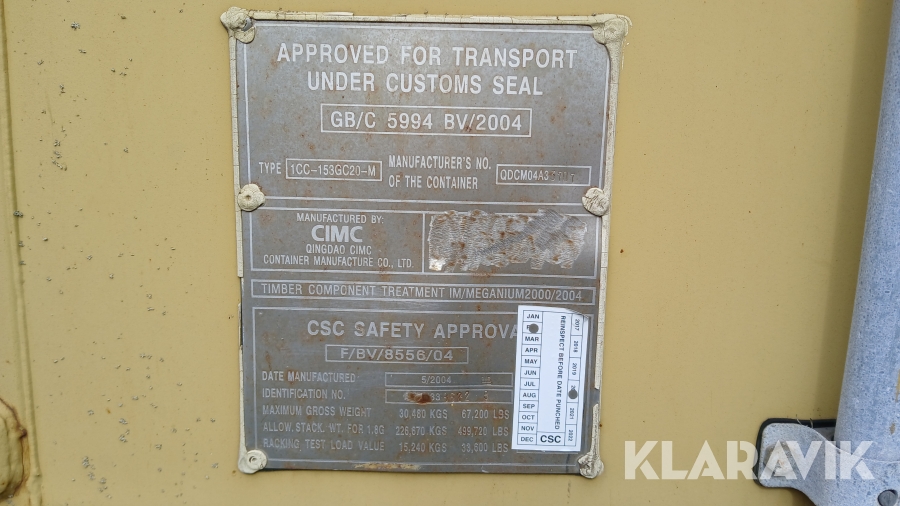 APPROVED FOR TRANSPORT
UNDER CUSTOMS SEAL
GB/C 5994 BV/2004
TYPE 1CC-153GC20-M
MANUFACTURER'S NO.
OF THE CONTAINER
QDCM04A3
MANUFACTURED BY:
CIMC
QINGDAO CIMC
CONTAINER MANUFACTURE CO., LTD.
TIMBER COMPONENT TREATMENT IM/MEGANIUM2000/2004
CSC SAFETY APPROVA
F/BV/8556/04
DATE MANUFACTURED 5/2004
IDENTIFICATION NO.
MAXIMUM GROSS WEIGHT 30,480 KGS 67,200 LBS
ALLOW. STACK. WT. FOR 1.8G 226,670 KGS 499,720 LBS
RACKING TEST LOAD VALUE 15,240 KGS 33,600 LBS
JAN
MAR
APR
MAY
JUN
JUL
AUG
SEP
OCT
NOV
DEC
REINSPECT BEFORE DATE PUNCHED
2017 2018 2019 2021 2022
CSC
KLARAVIK